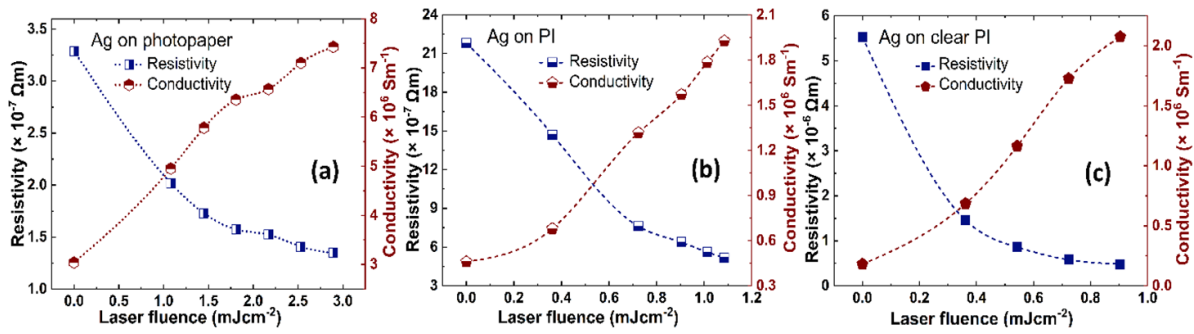 Ag on photopaper
Resistivity
Conductivity
(a)
Resistivity (× 10⁻⁷ Ωm)
4.0
3.5
3.0
2.5
2.0
1.5
1.0
0.0 0.5 1.0 1.5 2.0 2.5 3.0
Laser fluence (mJcm⁻²)
8
7
6
5
4
3
Conductivity (× 10⁶ Sm⁻¹)
Ag on PI
Resistivity
Conductivity
(b)
Resistivity (× 10⁻⁷ Ωm)
24
21
18
15
12
9
6
3
0.0 0.2 0.4 0.6 0.8 1.0 1.2
Laser fluence (mJcm⁻²)
2.1
1.8
1.5
1.2
0.9
0.6
0.3
Conductivity (× 10⁶ Sm⁻¹)
Ag on clear PI
Resistivity
Conductivity
(c)
Resistivity (× 10⁻⁶ Ωm)
6
5
4
3
2
1
0
0.0 0.2 0.4 0.6 0.8 1.0
Laser fluence (mJcm⁻²)
2.0
1.5
1.0
0.5
0.0
Conductivity (× 10⁶ Sm⁻¹)